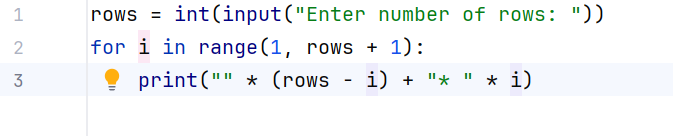 1 rows = int(input("Enter number of rows: "))
2 for i in range(1, rows + 1):
3 print("" * (rows - i) + "* " * i)